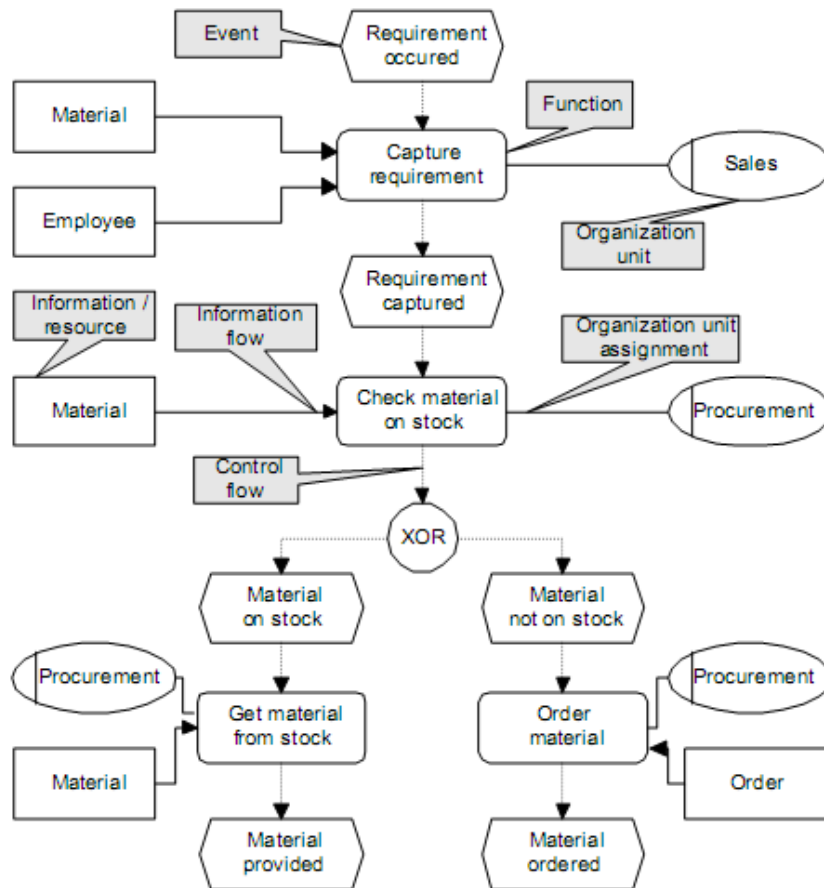 Event
Requirement
occured
Material
Function
Capture
requirement
Sales
Employee
Organization
unit
Requirement
captured
Information /
resource
Information
flow
Organization unit
assignment
Material
Check material
on stock
Procurement
Control
flow
XOR
Material
on stock
Material
not on stock
Procurement
Procurement
Get material
from stock
Order
material
Material
Order
Material
provided
Material
ordered